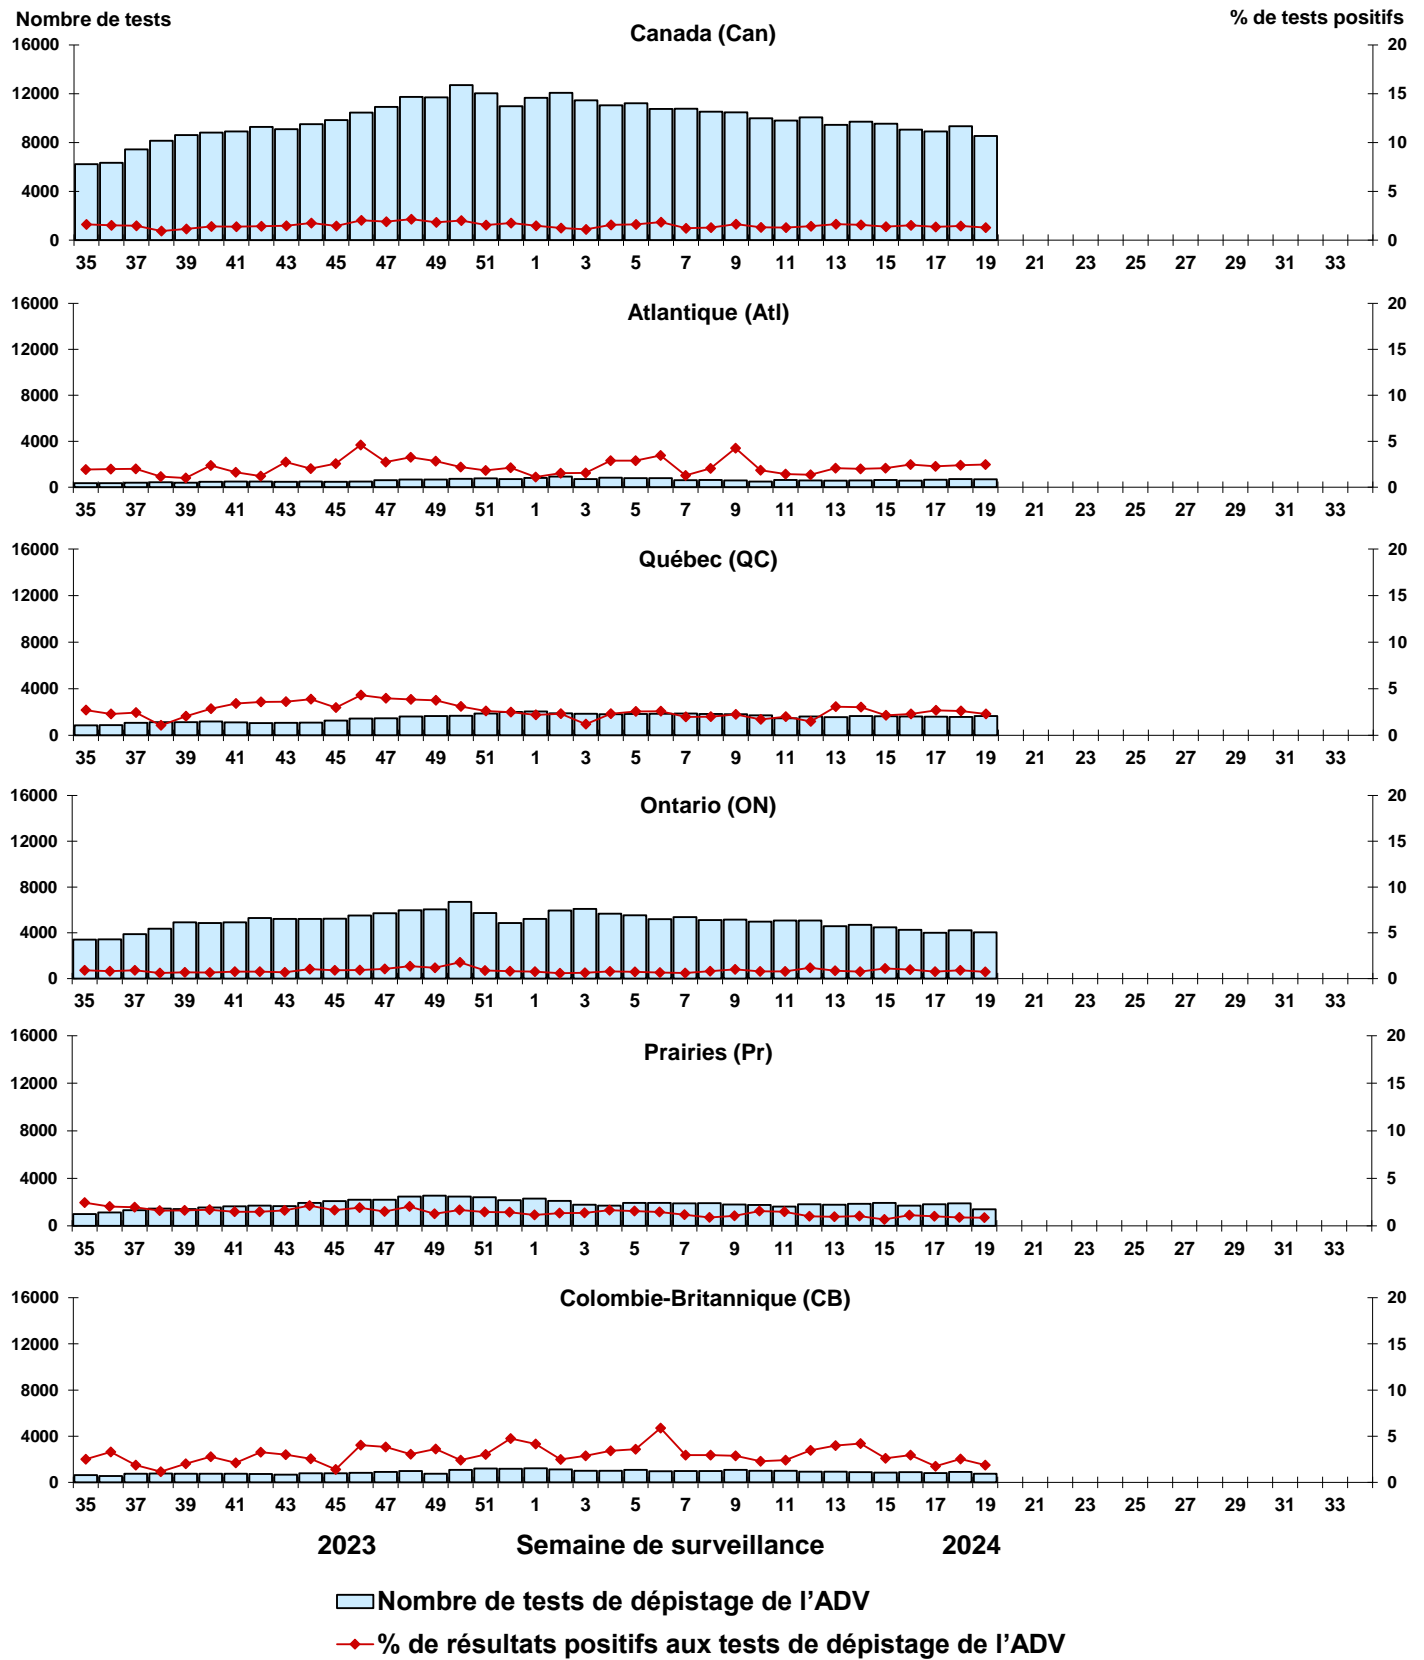 Nombre de tests
% de tests positifs
Canada (Can)
16000 12000 8000 4000 0
20 15 10 5 0
35 37 39 41 43 45 47 49 51 1 3 5 7 9 11 13 15 17 19 21 23 25 27 29 31 33
Atlantique (Atl)
16000 12000 8000 4000 0
20 15 10 5 0
35 37 39 41 43 45 47 49 51 1 3 5 7 9 11 13 15 17 19 21 23 25 27 29 31 33
Québec (QC)
16000 12000 8000 4000 0
20 15 10 5 0
35 37 39 41 43 45 47 49 51 1 3 5 7 9 11 13 15 17 19 21 23 25 27 29 31 33
Ontario (ON)
16000 12000 8000 4000 0
20 15 10 5 0
35 37 39 41 43 45 47 49 51 1 3 5 7 9 11 13 15 17 19 21 23 25 27 29 31 33
Prairies (Pr)
16000 12000 8000 4000 0
20 15 10 5 0
35 37 39 41 43 45 47 49 51 1 3 5 7 9 11 13 15 17 19 21 23 25 27 29 31 33
Colombie-Britannique (CB)
16000 12000 8000 4000 0
20 15 10 5 0
35 37 39 41 43 45 47 49 51 1 3 5 7 9 11 13 15 17 19 21 23 25 27 29 31 33
2023 Semaine de surveillance 2024
Nombre de tests de dépistage de l’ADV
% de résultats positifs aux tests de dépistage de l’ADV